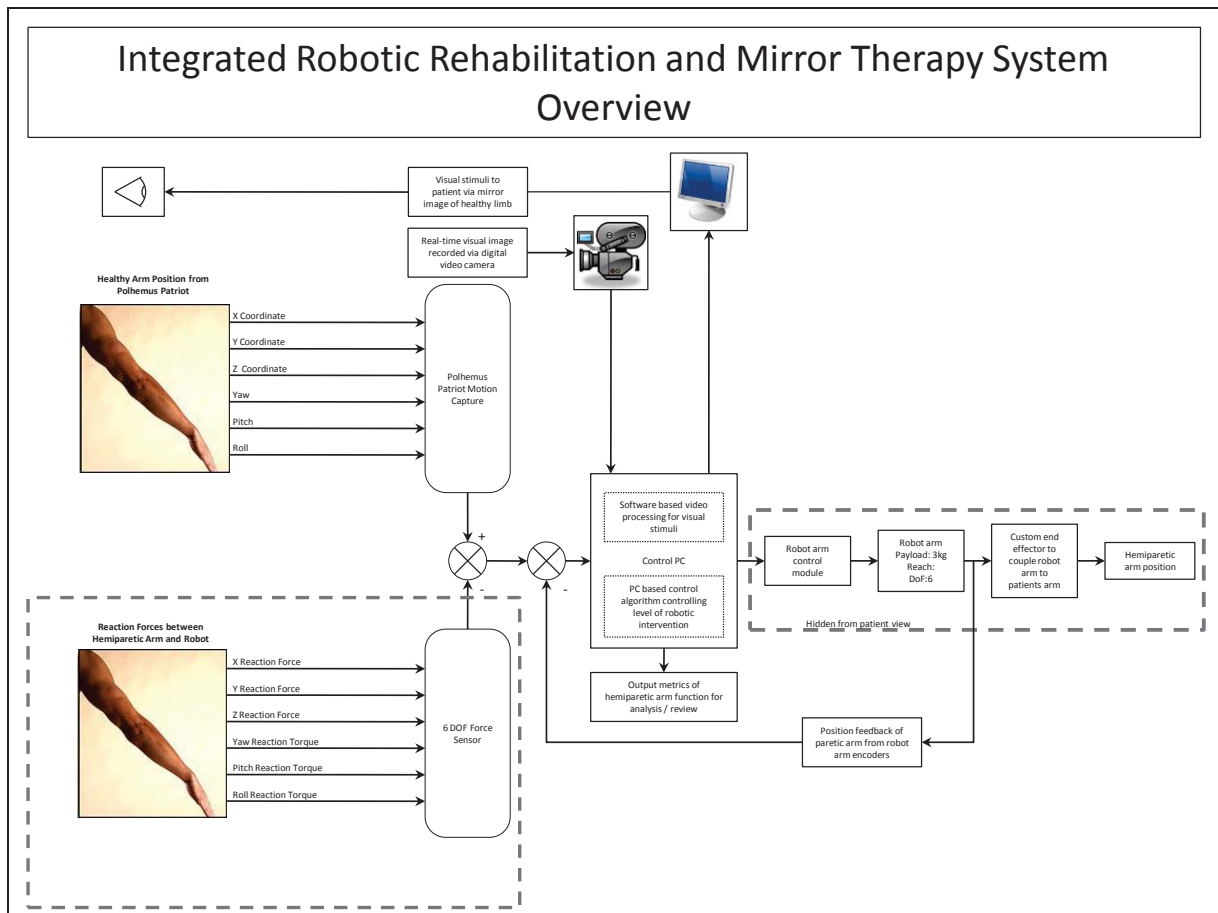 Integrated Robotic Rehabilitation and Mirror Therapy System
Overview
Visual stimuli to
patient via mirror
image of healthy limb
Real-time visual image
recorded via digital
video camera
Healthy Arm Position from
Polhemus Patriot
X Coordinate
Y Coordinate
Z Coordinate
Yaw
Pitch
Roll
Polhemus
Patriot Motion
Capture
+
-
-
Software based video
processing for visual
stimuli
Control PC
PC based control
algorithm controlling
level of robotic
intervention
Robot arm
control
module
Robot arm
Payload: 3kg
Reach:
DoF:6
Custom end
effector to
couple robot
arm to
patients arm
Hemiparetic
arm position
Hidden from patient view
Reaction Forces between
Hemiparetic Arm and Robot
X Reaction Force
Y Reaction Force
Z Reaction Force
Yaw Reaction Torque
Pitch Reaction Torque
Roll Reaction Torque
6 DOF Force
Sensor
Output metrics of
hemiparetic arm function for
analysis / review
Position feedback of
paretic arm from robot
arm encoders